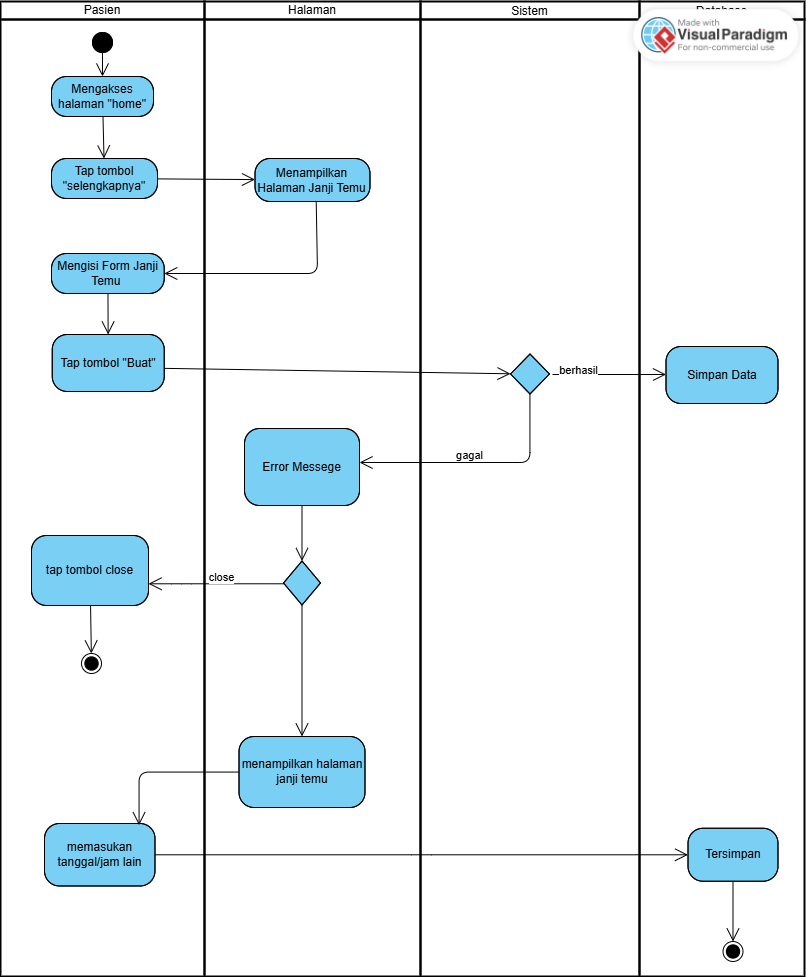 Pasien
Halaman
Sistem
Database
Made with
Visual Paradigm
For non-commercial use
Mengakses
halaman "home"
Tap tombol
"selengkapnya"
Menampilkan
Halaman Janji Temu
Mengisi Form Janji
Temu
Tap tombol "Buat"
berhasil
Simpan Data
gagal
Error Messege
tap tombol close
close
menampilkan halaman
janji temu
memasukan
tanggal/jam lain
Tersimpan